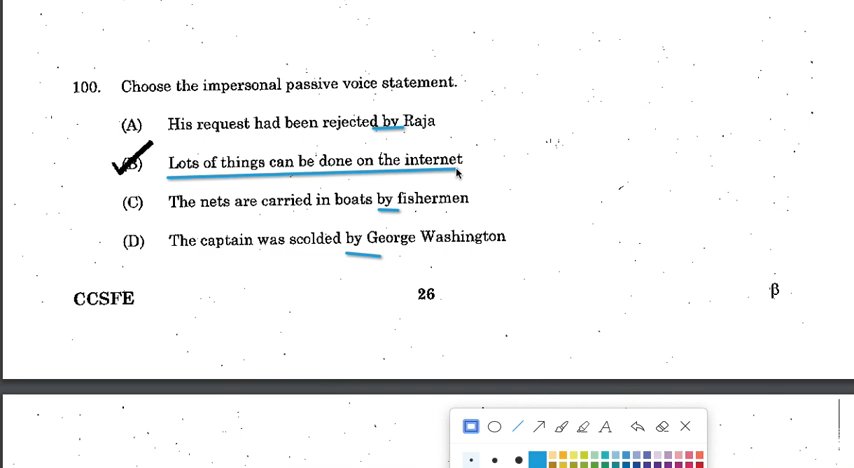 100. Choose the impersonal passive voice statement.
(A) His request had been rejected by Raja
(B) Lots of things can be done on the internet
(C) The nets are carried in boats by fishermen
(D) The captain was scolded by George Washington
CCSFE 26 β
A